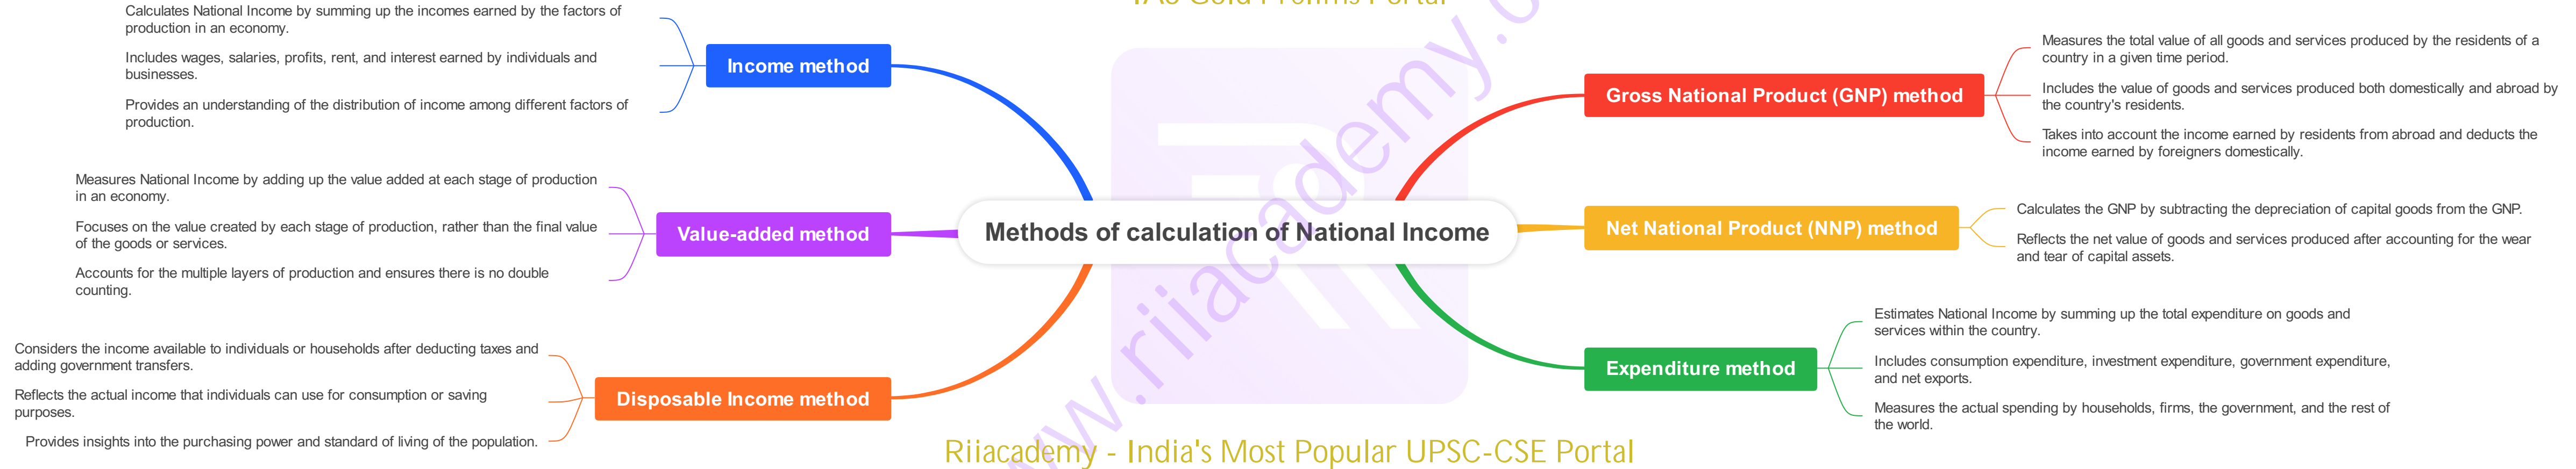 Calculates National Income by summing up the incomes earned by the factors of
production in an economy.
Includes wages, salaries, profits, rent, and interest earned by individuals and
businesses.
Provides an understanding of the distribution of income among different factors of
production.
Income method
Measures National Income by adding up the value added at each stage of production
in an economy.
Focuses on the value created by each stage of production, rather than the final value
of the goods or services.
Accounts for the multiple layers of production and ensures there is no double
counting.
Value-added method
Considers the income available to individuals or households after deducting taxes and
adding government transfers.
Reflects the actual income that individuals can use for consumption or saving
purposes.
Provides insights into the purchasing power and standard of living of the population.
Disposable Income method
Methods of calculation of National Income
Gross National Product (GNP) method
Measures the total value of all goods and services produced by the residents of a
country in a given time period.
Includes the value of goods and services produced both domestically and abroad by
the country's residents.
Takes into account the income earned by residents from abroad and deducts the
income earned by foreigners domestically.
Net National Product (NNP) method
Calculates the GNP by subtracting the depreciation of capital goods from the GNP.
Reflects the net value of goods and services produced after accounting for the wear
and tear of capital assets.
Expenditure method
Estimates National Income by summing up the total expenditure on goods and
services within the country.
Includes consumption expenditure, investment expenditure, government expenditure,
and net exports.
Measures the actual spending by households, firms, the government, and the rest of
the world.
Riiacademy - India's Most Popular UPSC-CSE Portal